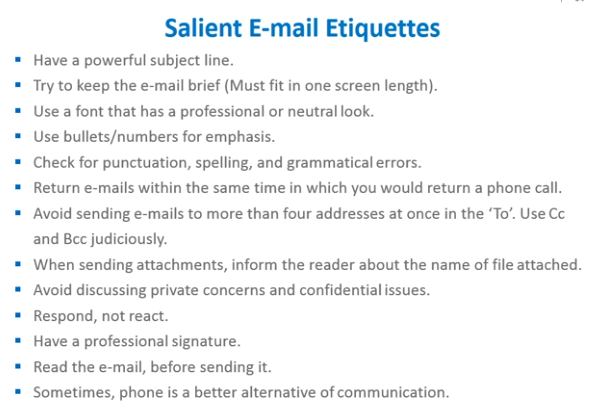 Salient E-mail Etiquettes
▪ Have a powerful subject line.
▪ Try to keep the e-mail brief (Must fit in one screen length).
▪ Use a font that has a professional or neutral look.
▪ Use bullets/numbers for emphasis.
▪ Check for punctuation, spelling, and grammatical errors.
▪ Return e-mails within the same time in which you would return a phone call.
▪ Avoid sending e-mails to more than four addresses at once in the ‘To’. Use Cc
and Bcc judiciously.
▪ When sending attachments, inform the reader about the name of file attached.
▪ Avoid discussing private concerns and confidential issues.
▪ Respond, not react.
▪ Have a professional signature.
▪ Read the e-mail, before sending it.
▪ Sometimes, phone is a better alternative of communication.